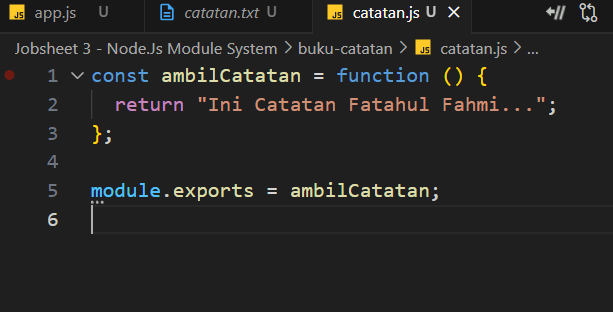 JS app.js U catatan.txt U JS catatan.js U
Jobsheet 3 - Node.Js Module System > buku-catatan > JS catatan.js > ...
1 const ambilCatatan = function () {
2 return "Ini Catatan Fatahul Fahmi...";
3 };
4
5 module.exports = ambilCatatan;
6